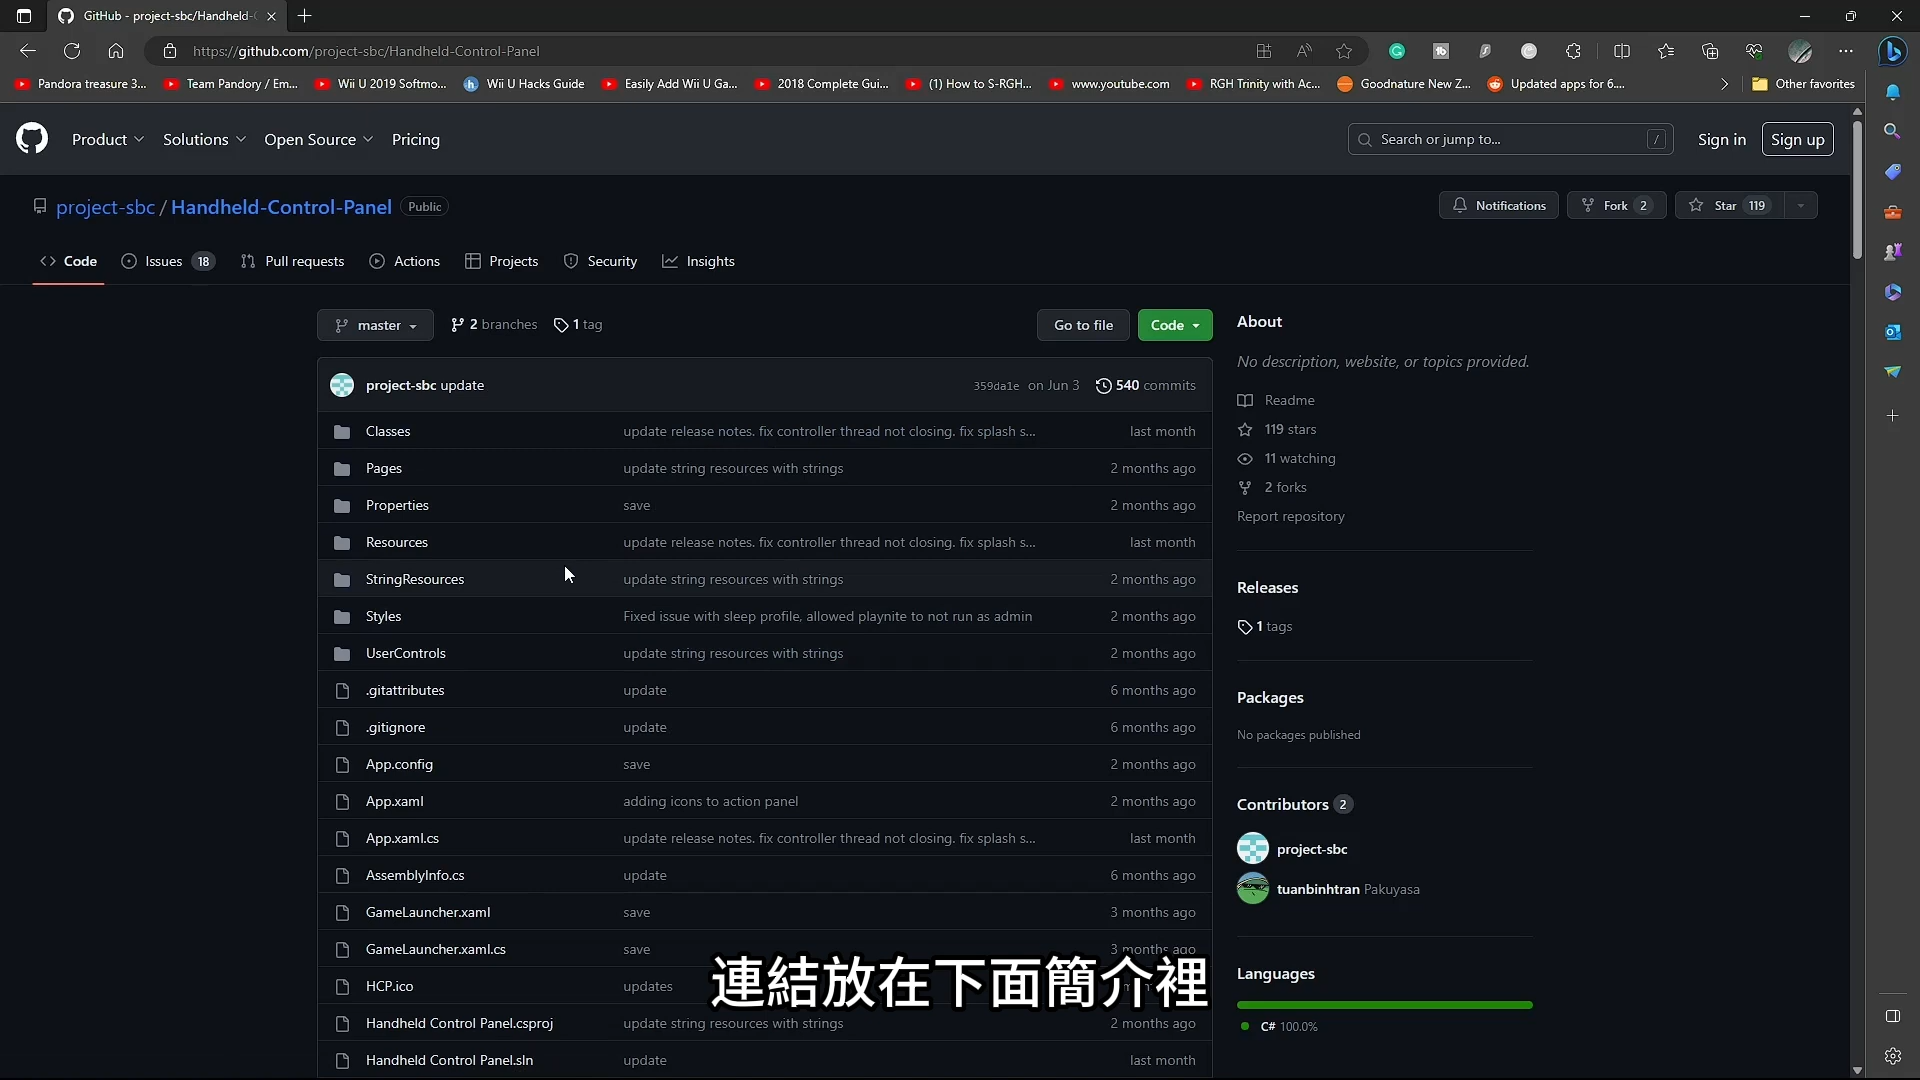 GitHub - project-sbc/Handheld-C
https://github.com/project-sbc/Handheld-Control-Panel
Pandora treasure 3...
Team Pandory / Em...
Wii U 2019 Softmo...
Wii U Hacks Guide
Easily Add Wii U Ga...
2018 Complete Gui...
(1) How to S-RGH...
www.youtube.com
RGH Trinity with Ac...
Goodnature New Z...
Updated apps for 6....
Other favorites
Product
Solutions
Open Source
Pricing
Search or jump to...
/
Sign in
Sign up
project-sbc / Handheld-Control-Panel
Public
Notifications
Fork 2
Star 119
Code
Issues 18
Pull requests
Actions
Projects
Security
Insights
master
2 branches
1 tag
Go to file
Code
project-sbc update
359da1e on Jun 3
540 commits
Classes
update release notes. fix controller thread not closing. fix splash s...
last month
Pages
update string resources with strings
2 months ago
Properties
save
2 months ago
Resources
update release notes. fix controller thread not closing. fix splash s...
last month
StringResources
update string resources with strings
2 months ago
Styles
Fixed issue with sleep profile, allowed playnite to not run as admin
2 months ago
UserControls
update string resources with strings
2 months ago
.gitattributes
update
6 months ago
.gitignore
update
6 months ago
App.config
save
2 months ago
App.xaml
adding icons to action panel
2 months ago
App.xaml.cs
update release notes. fix controller thread not closing. fix splash s...
last month
AssemblyInfo.cs
update
6 months ago
GameLauncher.xaml
save
3 months ago
GameLauncher.xaml.cs
save
3 months ago
HCP.ico
updates
Handheld Control Panel.csproj
update string resources with strings
2 months ago
Handheld Control Panel.sln
update
last month
About
No description, website, or topics provided.
Readme
119 stars
11 watching
2 forks
Report repository
Releases
1 tags
Packages
No packages published
Contributors 2
project-sbc
tuanbinhtran Pakuyasa
Languages
C# 100.0%
連結放在下面簡介裡